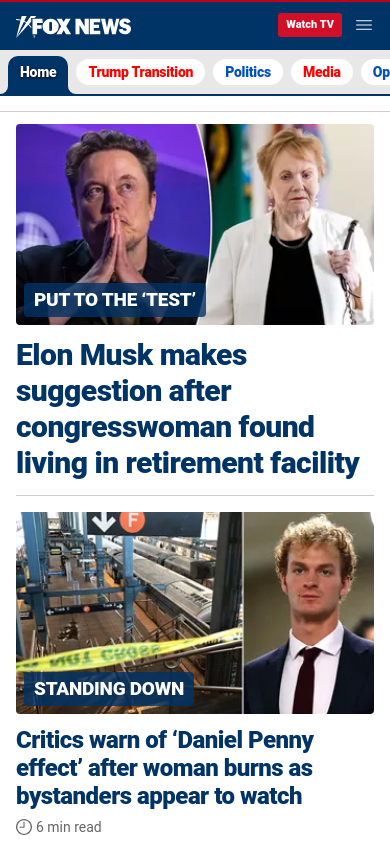 FOX NEWS
Watch TV
Home Trump Transition Politics Media Op
PUT TO THE ‘TEST’
Elon Musk makes
suggestion after
congresswoman found
living in retirement facility
F
STANDING DOWN
Critics warn of ‘Daniel Penny
effect’ after woman burns as
bystanders appear to watch
6 min read